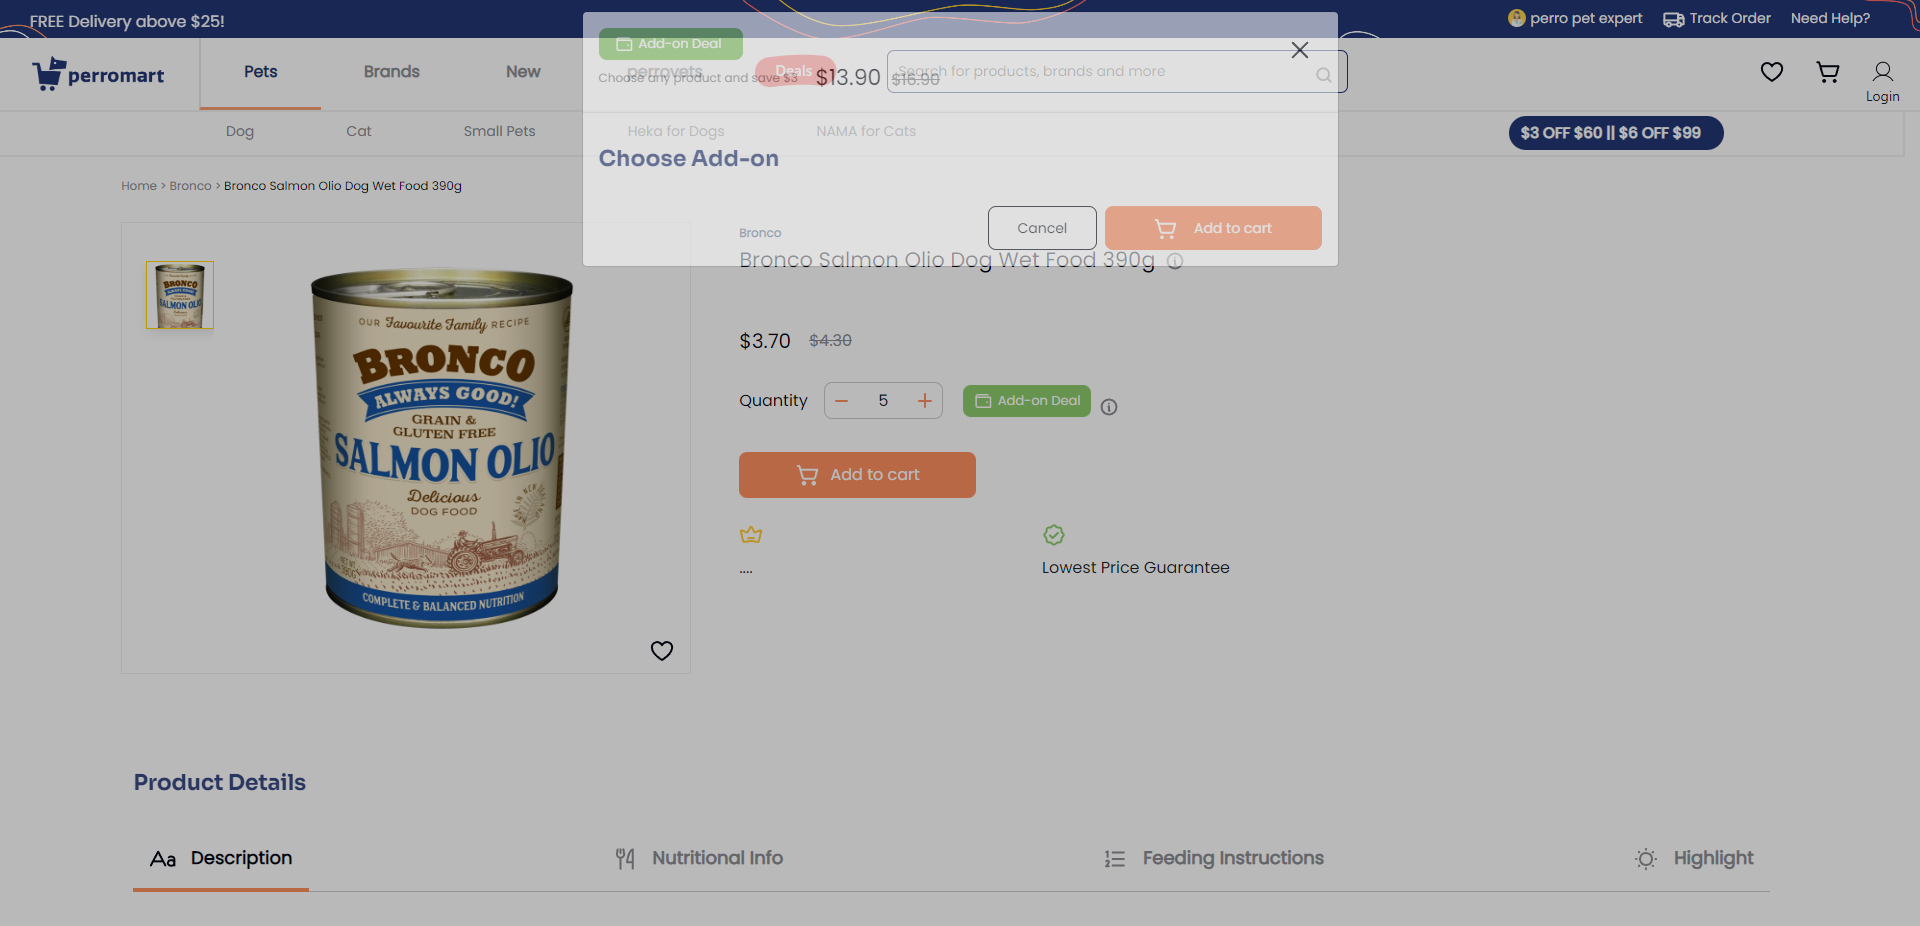 FREE Delivery above $25!
perro pet expert
Track Order
Need Help?
perromart
Pets
Brands
New
perrovets
Deals
Search for products, brands and more
Login
Add-on Deal
Choose any product and save $3
$13.90 $16.90
Dog
Cat
Small Pets
Heka for Dogs
NAMA for Cats
$3 OFF $60 || $6 OFF $99
Choose Add-on
Cancel
Add to cart
Home > Bronco > Bronco Salmon Olio Dog Wet Food 390g
Bronco
Bronco Salmon Olio Dog Wet Food 390g
OUR Favourite Family RECIPE
BRONCO
ALWAYS GOOD!
GRAIN &
GLUTEN FREE
SALMON OLIO
Delicious
DOG FOOD
NET WT.
390G
COMPLETE & BALANCED NUTRITION
$3.70 $4.30
Quantity
5
Add-on Deal
Add to cart
....
Lowest Price Guarantee
Product Details
Description
Nutritional Info
Feeding Instructions
Highlight